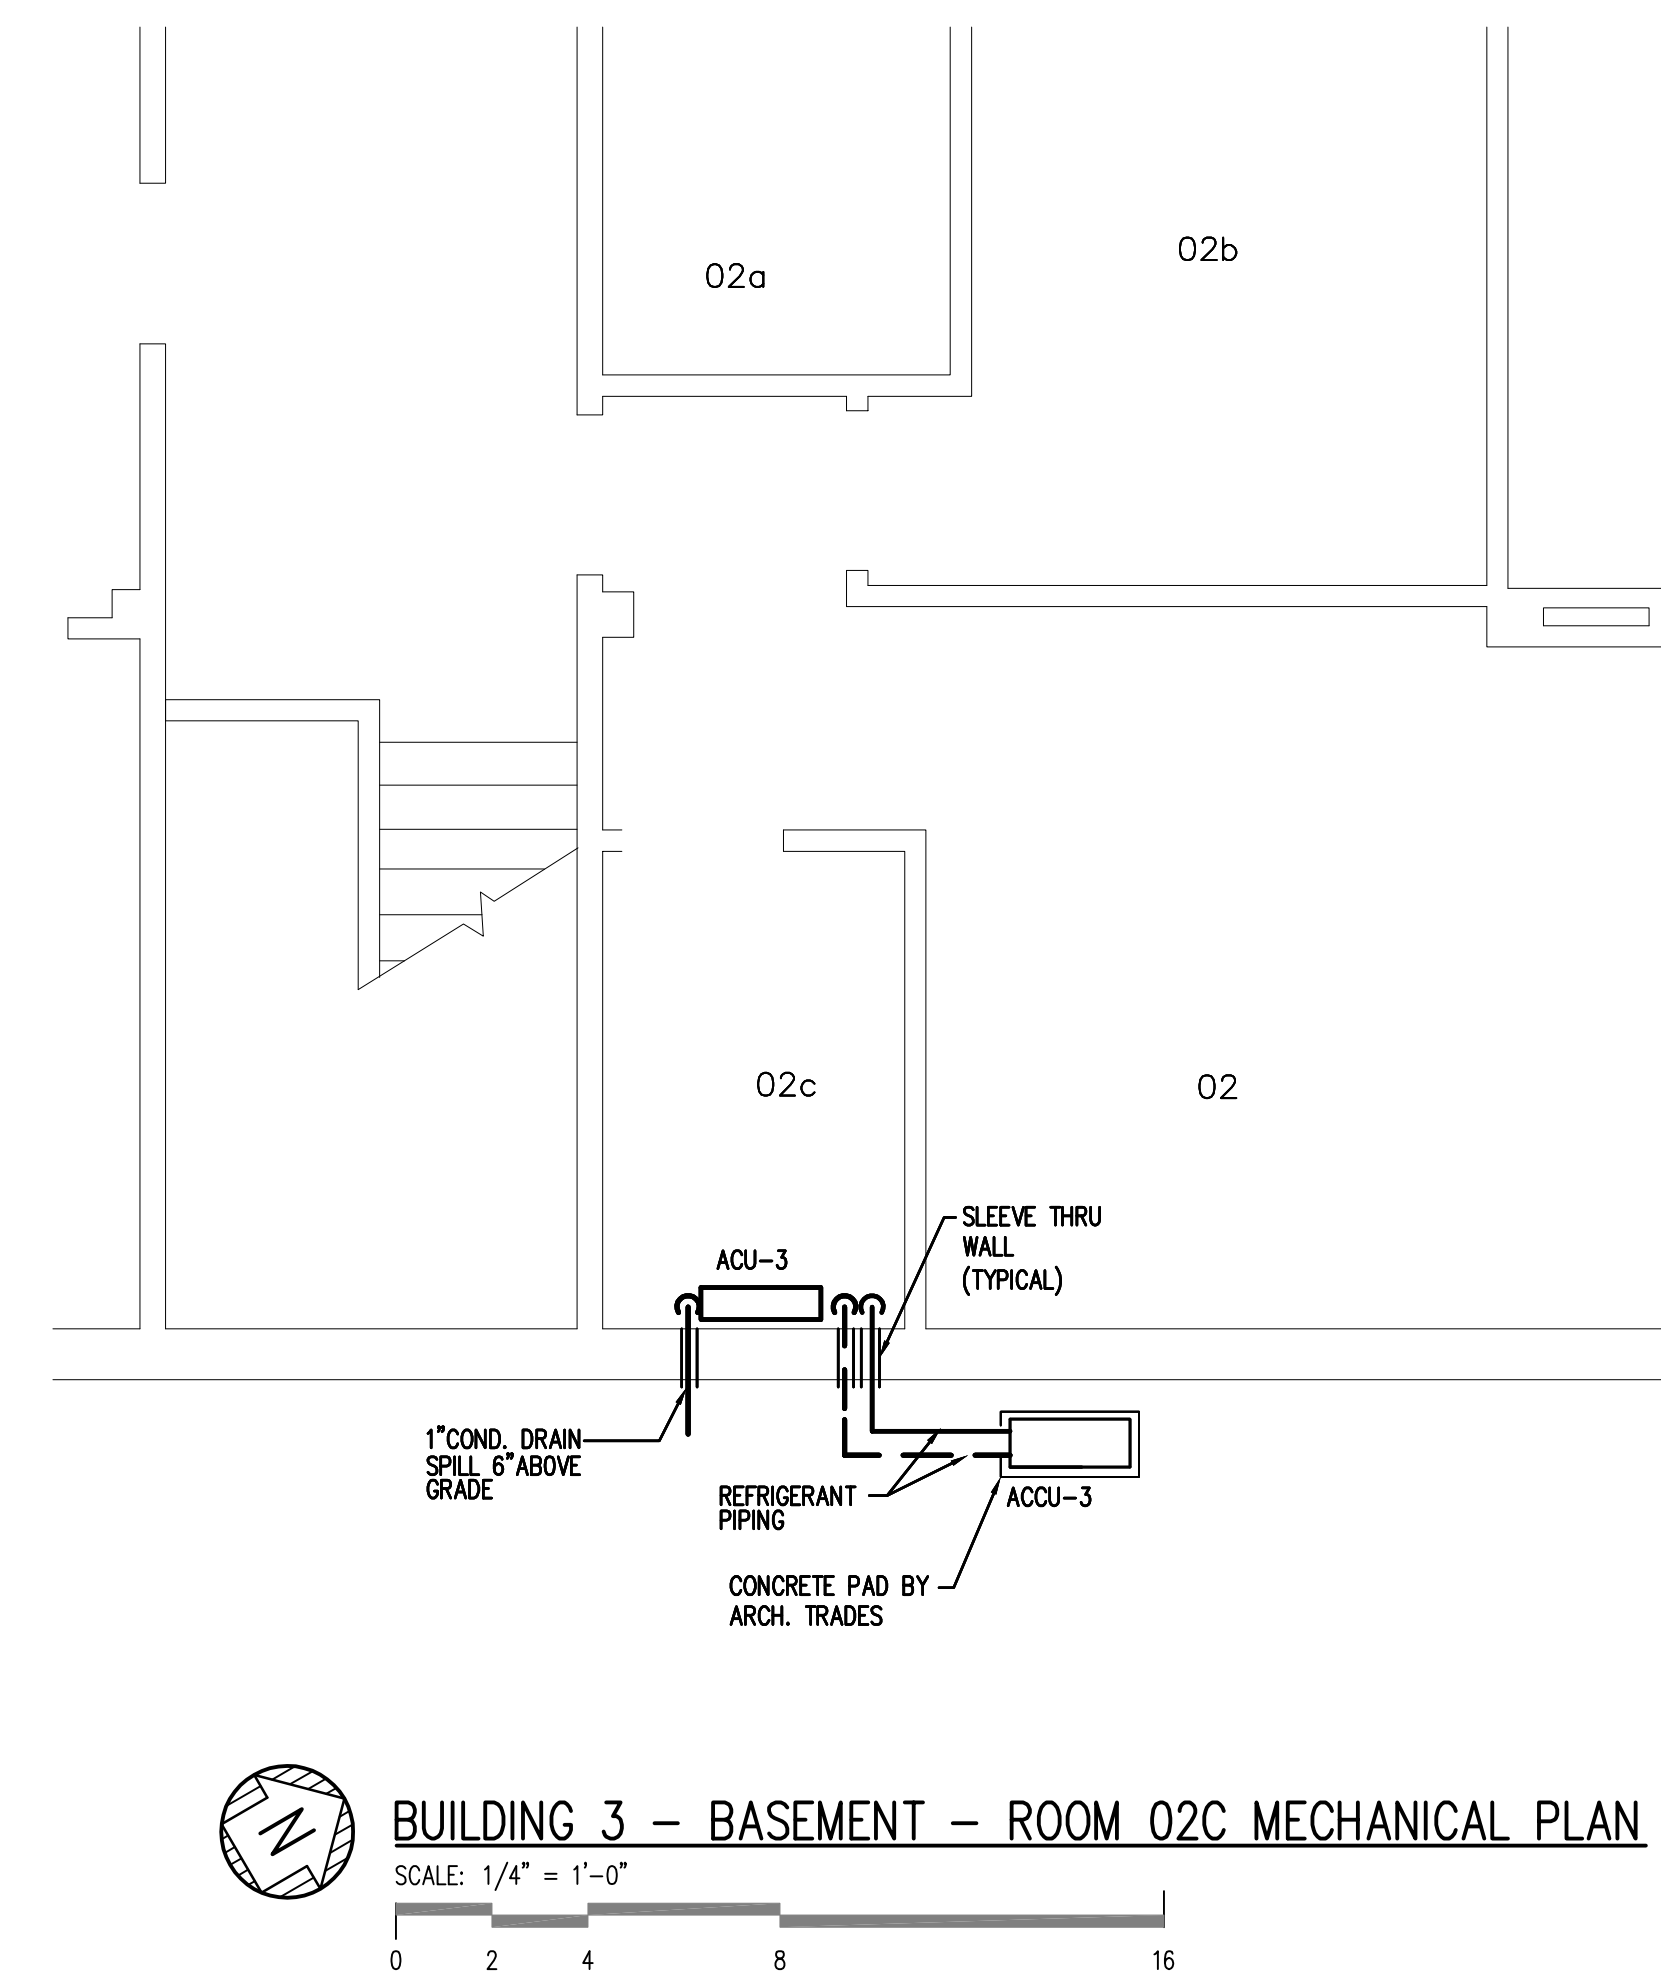 02b
02a
02c
02
SLEEVE THRU
WALL
(TYPICAL)
ACU-3
1"COND. DRAIN
SPILL 6"ABOVE
GRADE
REFRIGERANT
PIPING
ACCU-3
CONCRETE PAD BY
ARCH. TRADES
N
BUILDING 3 - BASEMENT - ROOM 02C MECHANICAL PLAN
SCALE: 1/4" = 1'-0"
0 2 4 8 16